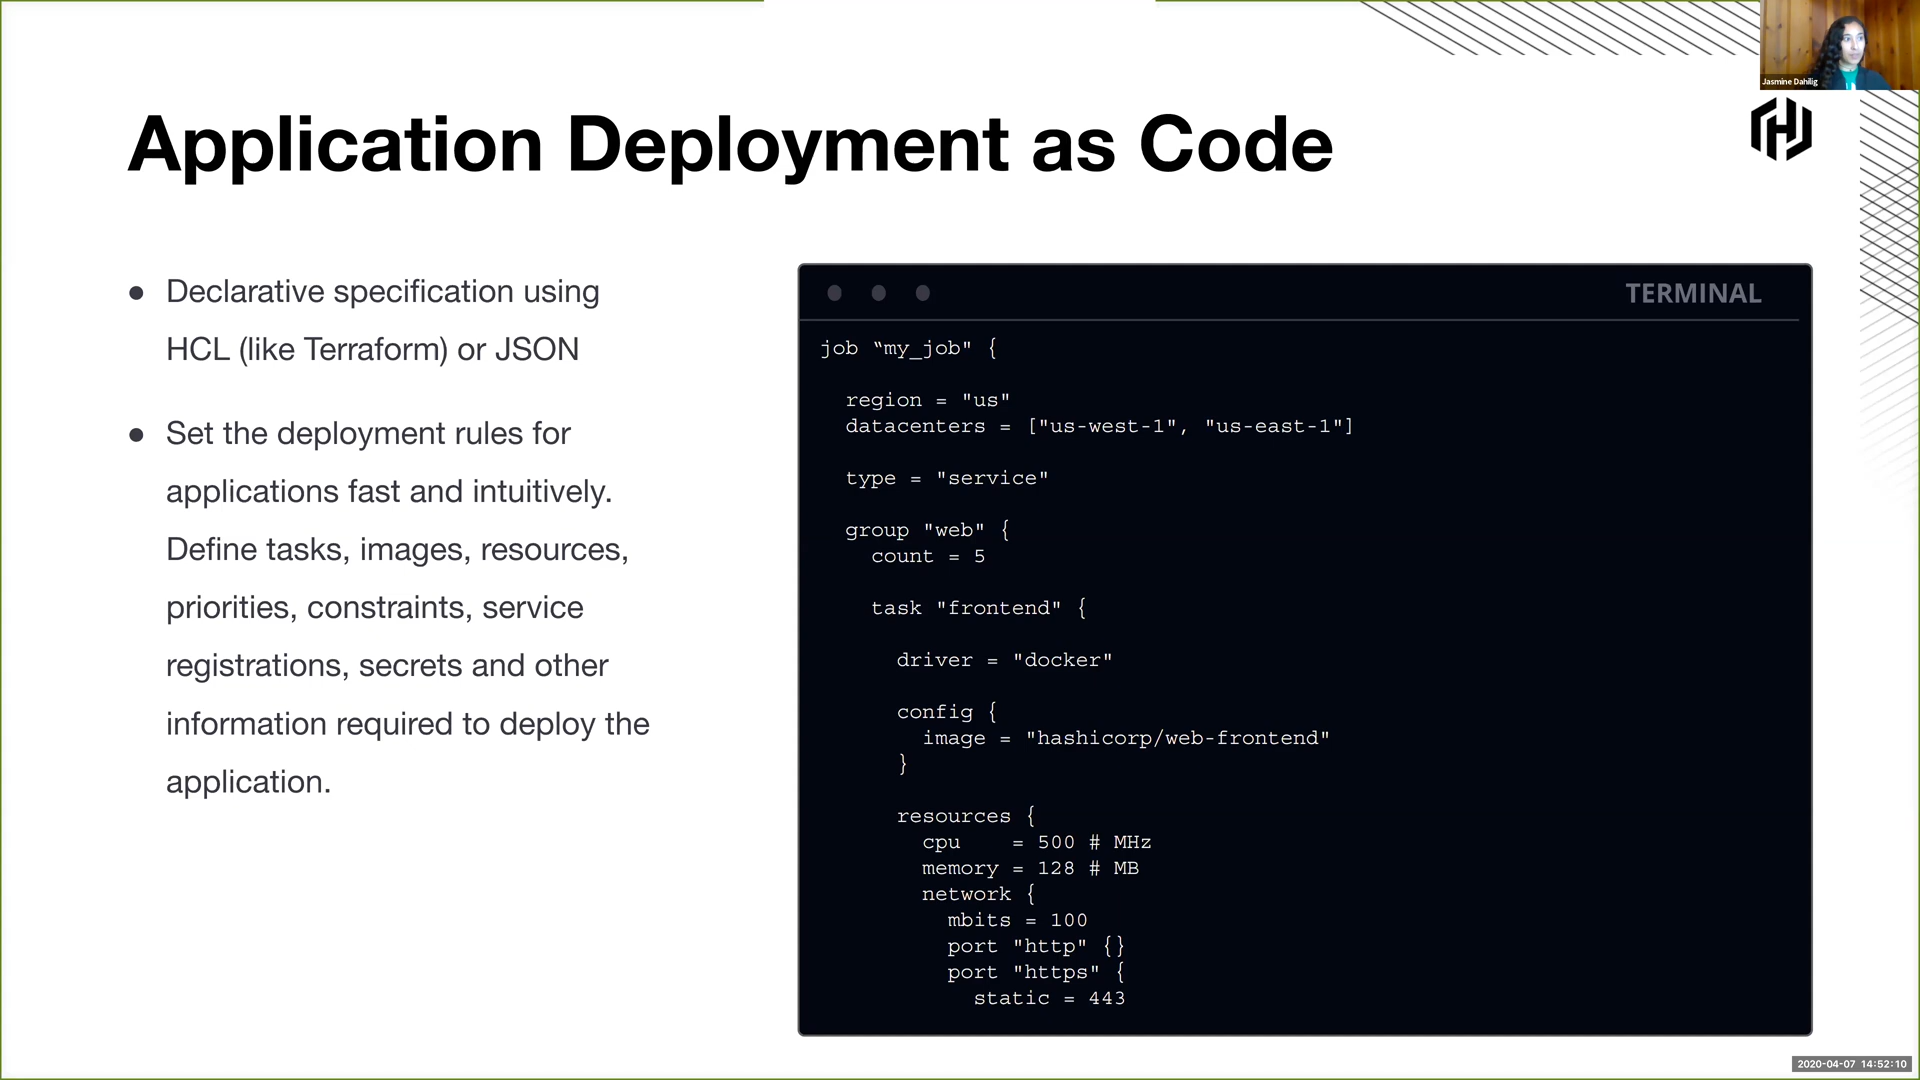 Jasmine Dahilig
Application Deployment as Code
● Declarative specification using
HCL (like Terraform) or JSON
● Set the deployment rules for
applications fast and intuitively.
Define tasks, images, resources,
priorities, constraints, service
registrations, secrets and other
information required to deploy the
application.
TERMINAL
job “my_job" {
region = "us"
datacenters = ["us-west-1", "us-east-1"]
type = "service"
group "web" {
count = 5
task "frontend" {
driver = "docker"
config {
image = "hashicorp/web-frontend"
}
resources {
cpu    = 500 # MHz
memory = 128 # MB
network {
mbits = 100
port "http" {}
port "https" {
static = 443
2020-04-07 14:52:10